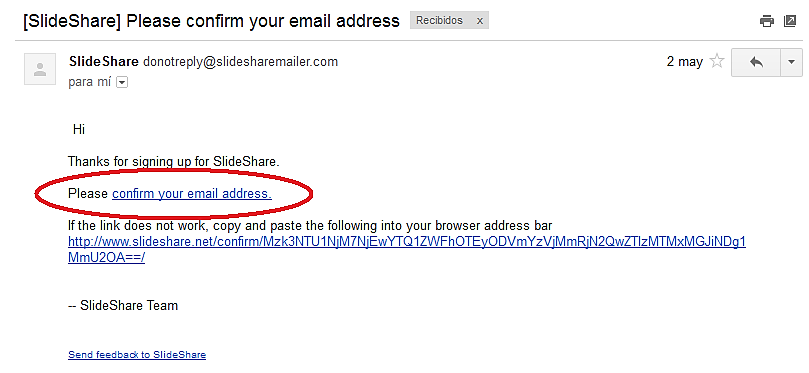 [SlideShare] Please confirm your email address Recibidos x
SlideShare donotreply@slidesharemailer.com 2 may
para mí
Hi
Thanks for signing up for SlideShare.
Please confirm your email address.
If the link does not work, copy and paste the following into your browser address bar
http://www.slideshare.net/confirm/Mzk3NTU1NjM7NjEwYTQ1ZWFhOTEyODVmYzVjMmRjN2QwZTIzMTMxMGJiNDg1
MmU2OA==/
-- SlideShare Team
Send feedback to SlideShare